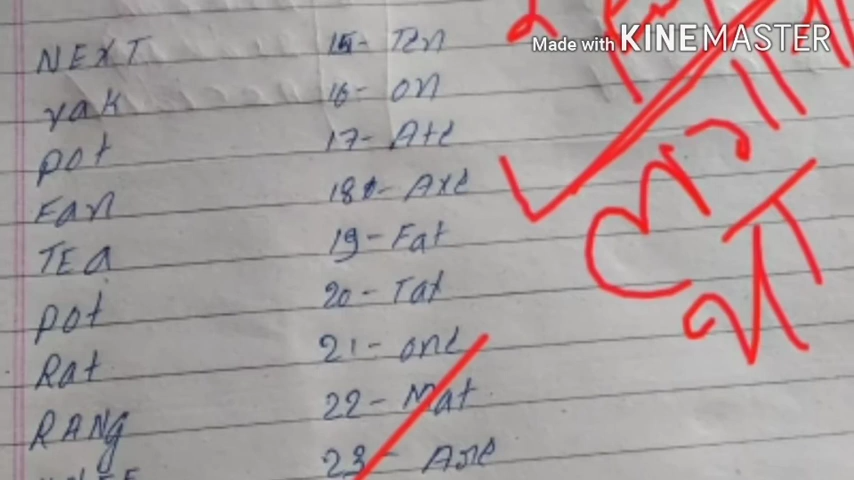 Made with KINEMASTER
NEXT 15- Ten
yak 16- on
pot 17- Ate
Fan 18- Axe
TEa 19- Fat
pot 20- Tat
Rat 21- one
RANg 22- Mat
23- Are